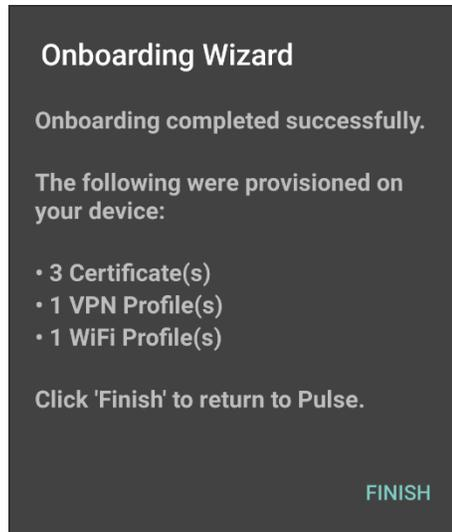 Onboarding Wizard
Onboarding completed successfully.
The following were provisioned on
your device:
• 3 Certificate(s)
• 1 VPN Profile(s)
• 1 WiFi Profile(s)
Click 'Finish' to return to Pulse.
FINISH